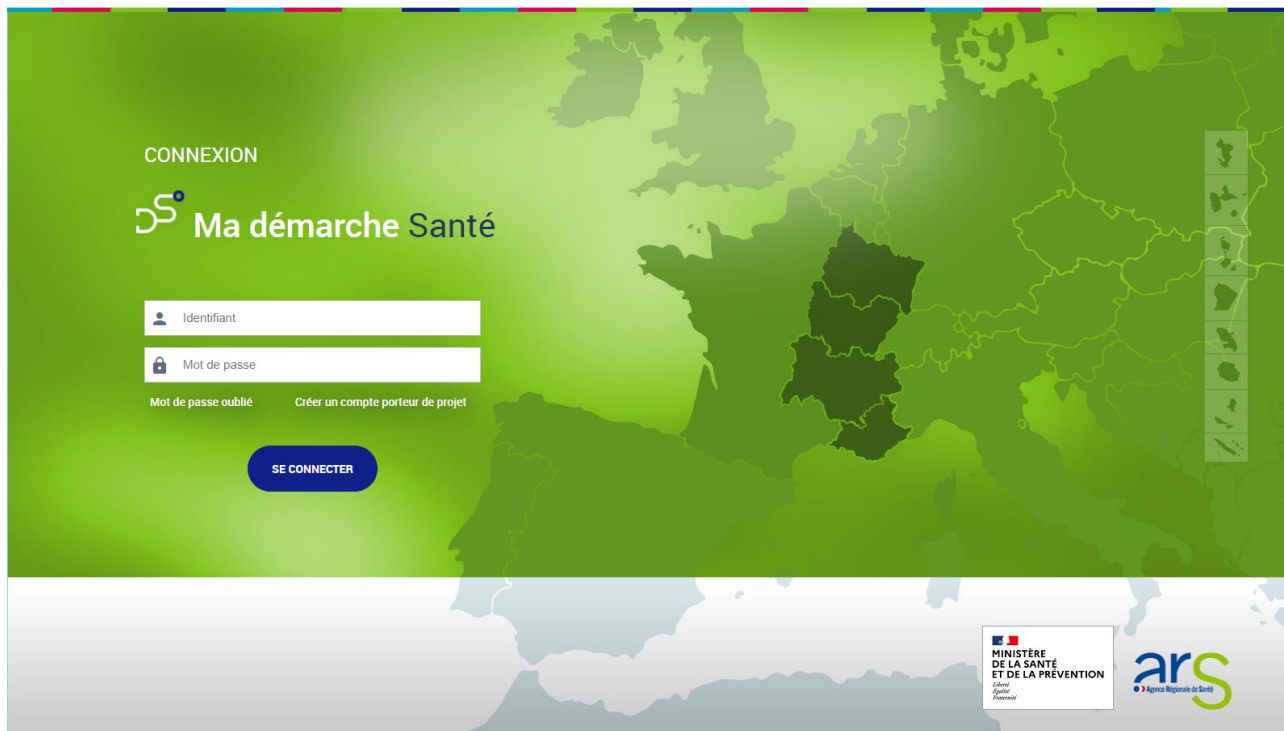 CONNEXION
Ma démarche Santé
Identifiant
Mot de passe
Mot de passe oublié
Créer un compte porteur de projet
SE CONNECTER
MINISTÈRE
DE LA SANTÉ
ET DE LA PRÉVENTION
Liberté
Égalité
Fraternité
ars
Agence Régionale de Santé